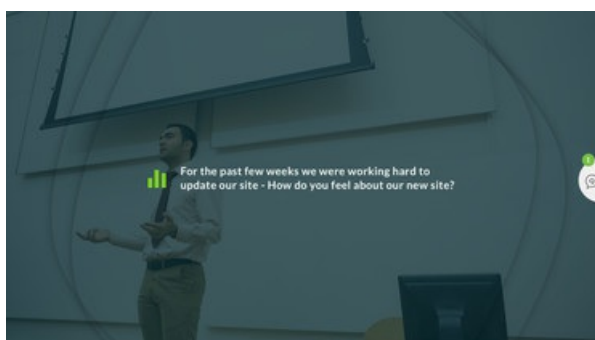 For the past few weeks we were working hard to
update our site - How do you feel about our new site?